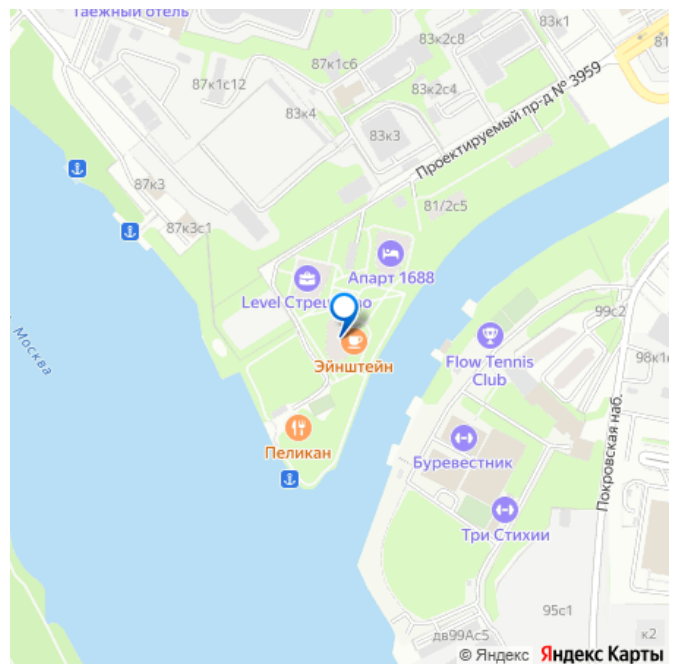 Таёжный отель
83к1
83к2с8
81
87к1с6
87к1с12
83к2с4
83к4
83к3
Проектируемый пр-д № 3959
87к3
81/2с5
87к3с1
Апарт 1688
Level
99с2
Москва
Flow Tennis
Club
Эйнштейн
98к1
Пеликан
Буревестник
Покровская наб.
Три Стихии
95с1
дв99Ас5
к2
© Яндекс
Яндекс Карты